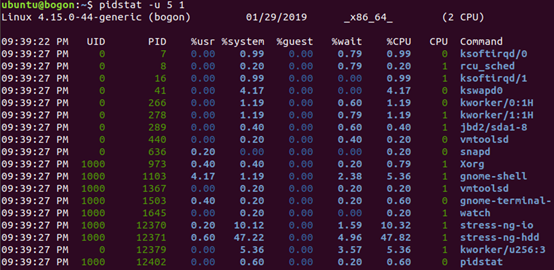 ubuntu@bogon:~$ pidstat -u 5 1
Linux 4.15.0-44-generic (bogon) 01/29/2019 _x86_64_ (2 CPU)
09:39:22 PM UID PID %usr %system %guest %wait %CPU CPU Command
09:39:27 PM 0 7 0.00 0.99 0.00 0.79 0.99 0 ksoftirqd/0
09:39:27 PM 0 8 0.00 0.20 0.00 0.79 0.20 1 rcu_sched
09:39:27 PM 0 16 0.00 0.99 0.00 0.00 0.99 1 ksoftirqd/1
09:39:27 PM 0 41 0.00 4.17 0.00 0.00 4.17 0 kswapd0
09:39:27 PM 0 266 0.00 1.19 0.00 0.60 1.19 0 kworker/0:1H
09:39:27 PM 0 278 0.00 1.19 0.00 0.79 1.19 1 kworker/1:1H
09:39:27 PM 0 289 0.00 0.40 0.00 0.60 0.40 1 jbd2/sda1-8
09:39:27 PM 0 440 0.00 0.20 0.00 0.40 0.20 0 vmtoolsd
09:39:27 PM 0 636 0.20 0.00 0.00 0.00 0.20 0 snapd
09:39:27 PM 1000 973 0.40 0.40 0.00 0.20 0.79 1 Xorg
09:39:27 PM 1000 1103 4.17 1.19 0.00 2.38 5.36 1 gnome-shell
09:39:27 PM 1000 1367 0.00 0.20 0.00 0.00 0.20 1 vmtoolsd
09:39:27 PM 1000 1503 0.40 0.20 0.00 0.20 0.60 0 gnome-terminal-
09:39:27 PM 1000 1645 0.00 0.20 0.00 0.00 0.20 1 watch
09:39:27 PM 1000 12370 0.20 10.12 0.00 1.59 10.32 0 stress-ng-io
09:39:27 PM 1000 12371 0.60 47.22 0.00 4.96 47.82 1 stress-ng-hdd
09:39:27 PM 0 12379 0.00 5.36 0.00 3.57 5.36 0 kworker/u256:3
09:39:27 PM 1000 12402 0.00 0.60 0.00 0.20 0.60 1 pidstat